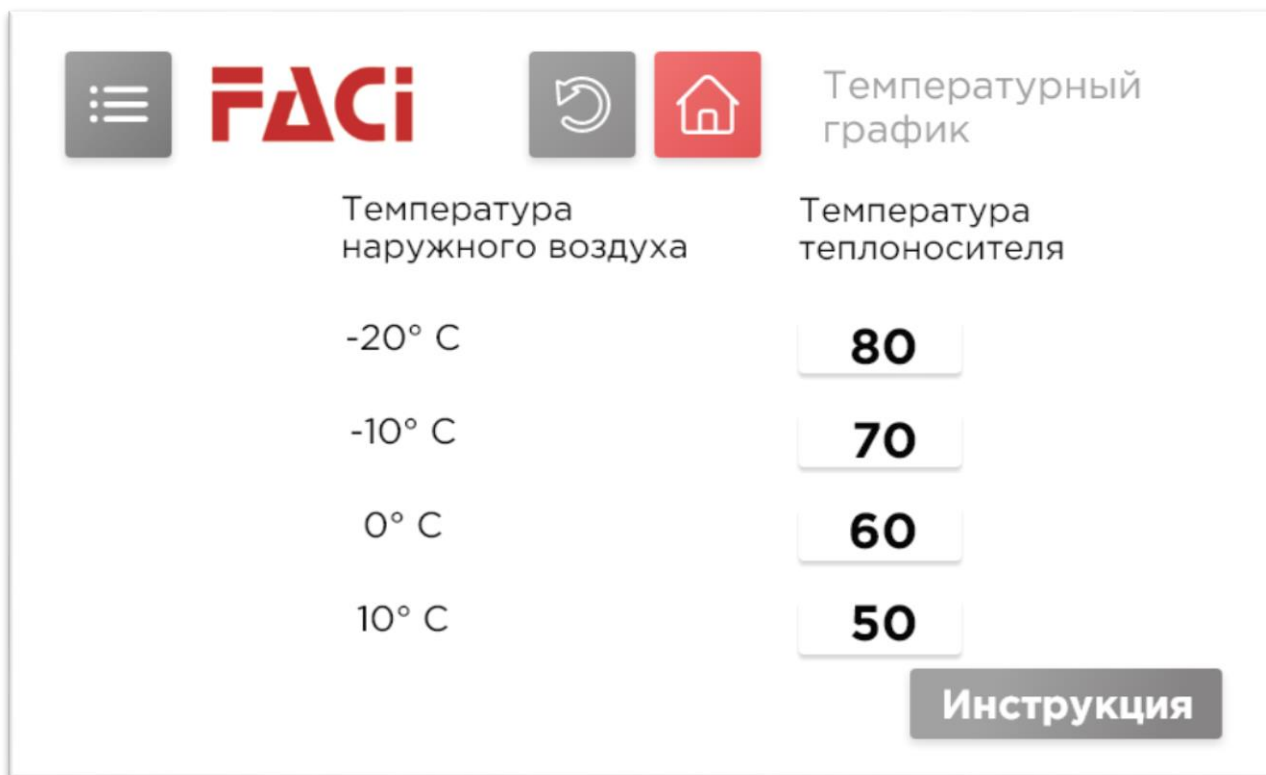 FACI
Температурный
график
Температура
наружного воздуха
Температура
теплоносителя
-20° C
80
-10° C
70
0° C
60
10° C
50
Инструкция